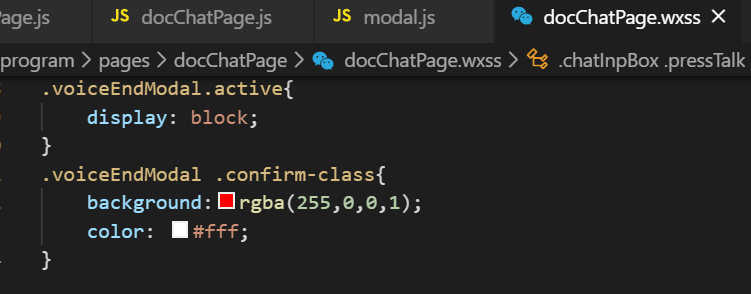 Page.js JS docChatPage.js JS modal.js docChatPage.wxss ×
program > pages > docChatPage > docChatPage.wxss > .chatInpBox .pressTalk
.voiceEndModal.active{
display: block;
}
.voiceEndModal .confirm-class{
background: rgba(255,0,0,1);
color: #fff;
}